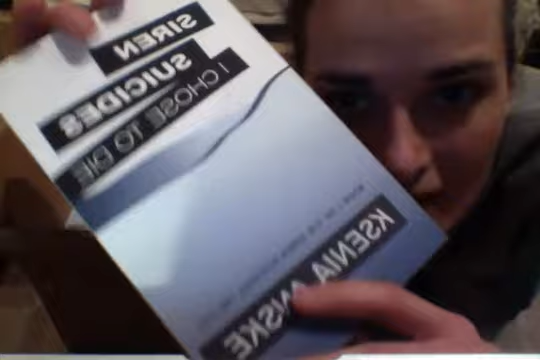 SIREN
SUICIDES
I CHOSE TO DIE
KSENIA ANSKE